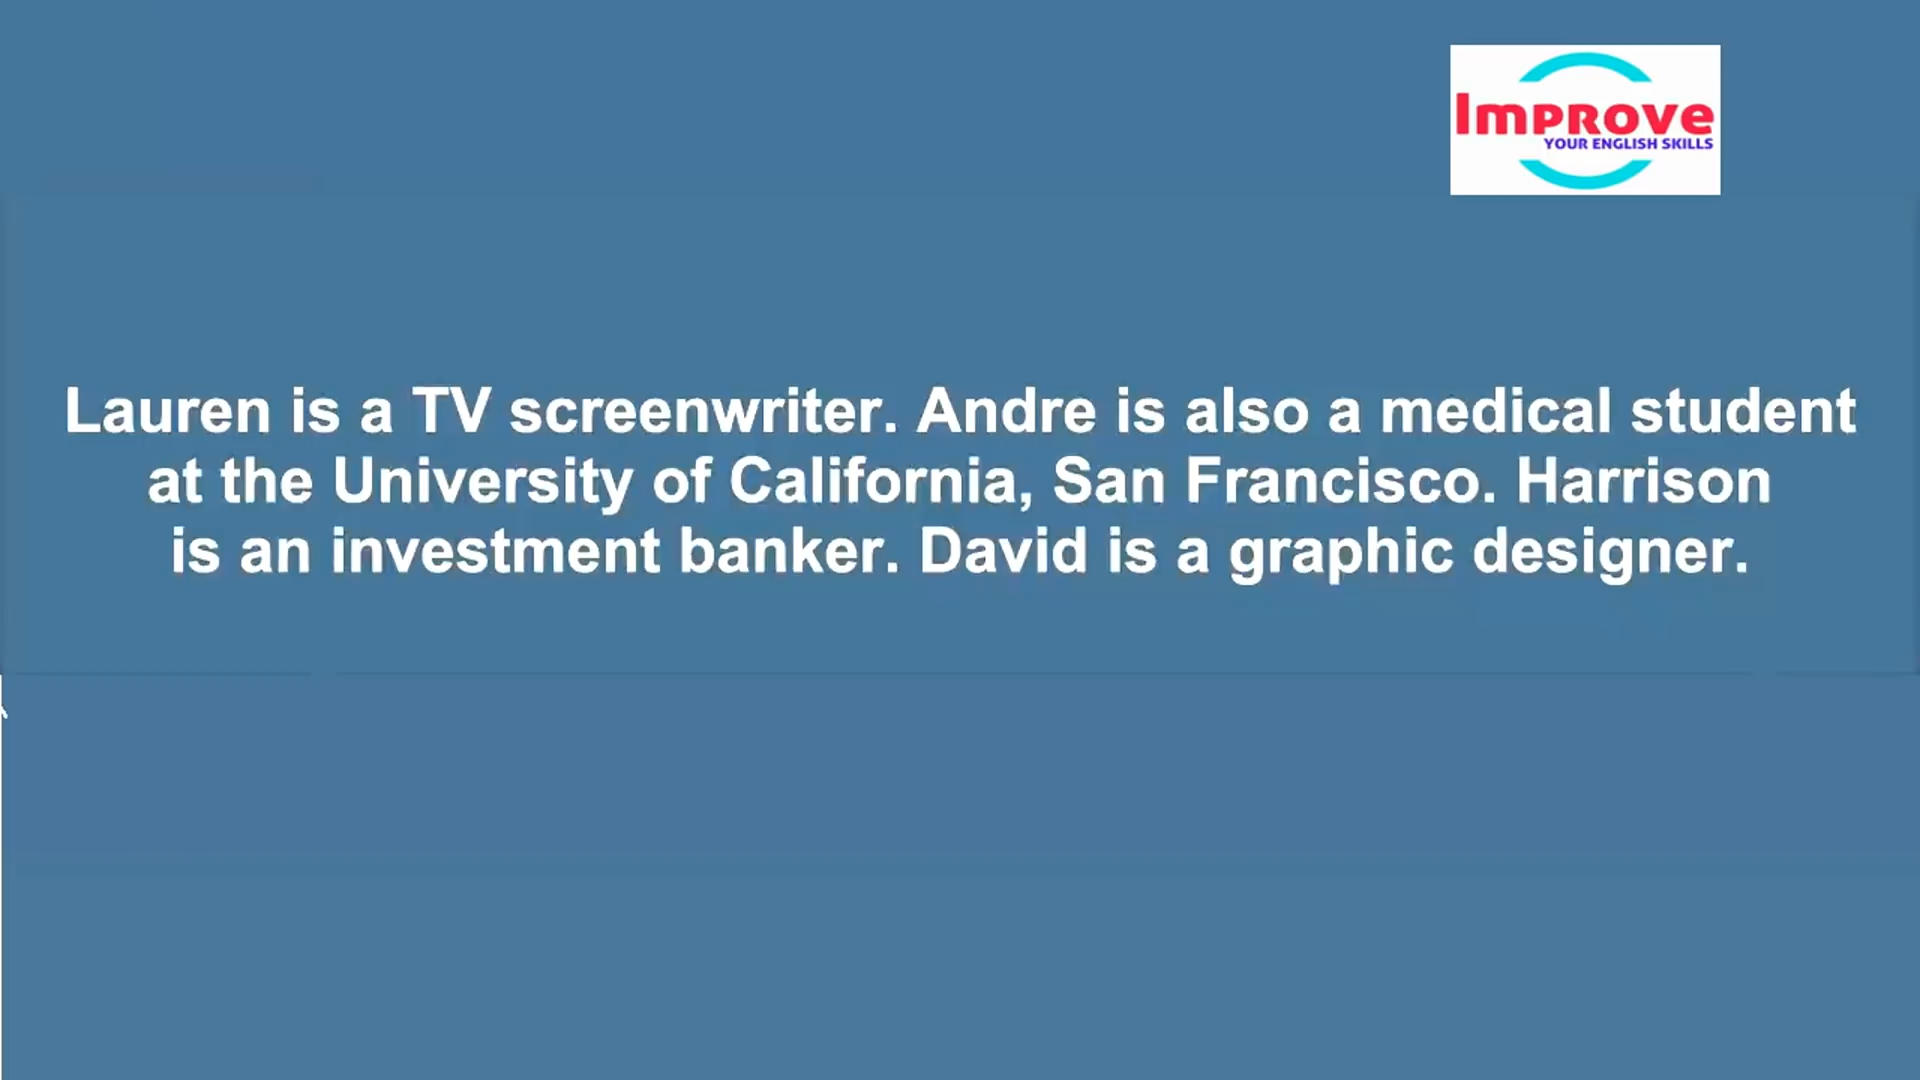 Improve
YOUR ENGLISH SKILLS
Lauren is a TV screenwriter. Andre is also a medical student
at the University of California, San Francisco. Harrison
is an investment banker. David is a graphic designer.